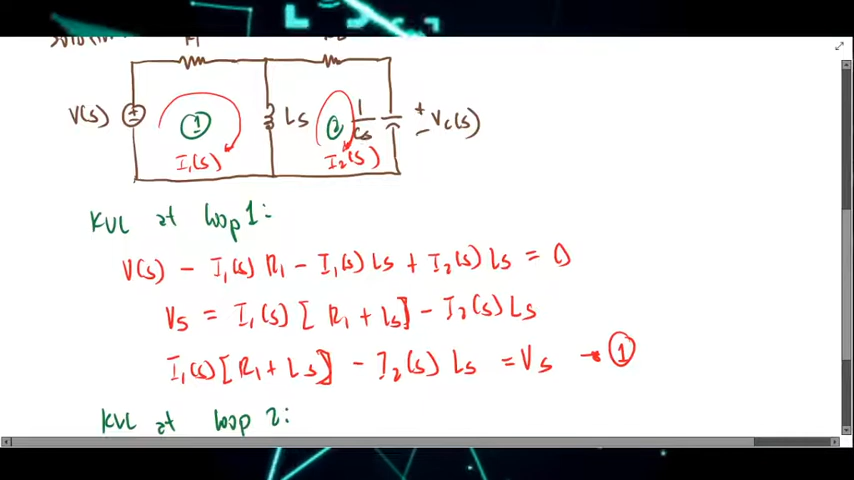 V(s)
1
I₁(s)
Ls
2
I₂(s)
1
Cs
+
-
Vc(s)
KVL at loop 1:
V(s) - I₁(s) R₁ - I₁(s) Ls + I₂(s) Ls = 0
Vs = I₁(s) [ R₁ + Ls ] - I₂(s) Ls
I₁(s) [ R₁ + Ls ] - I₂(s) Ls = Vs → 1
KVL at loop 2: